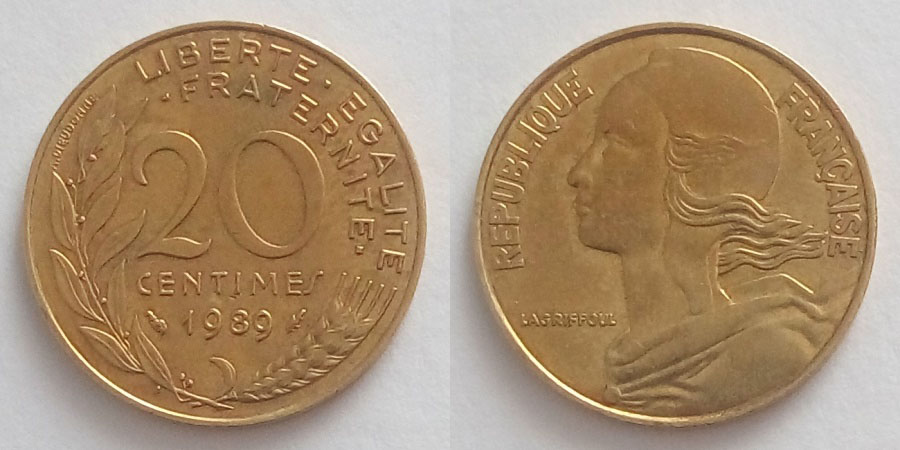 LIBERTE · EGALITE
· FRATERNITE ·
20
CENTIMES
1989
REPUBLIQUE FRANÇAISE
LAGRIFFOUL